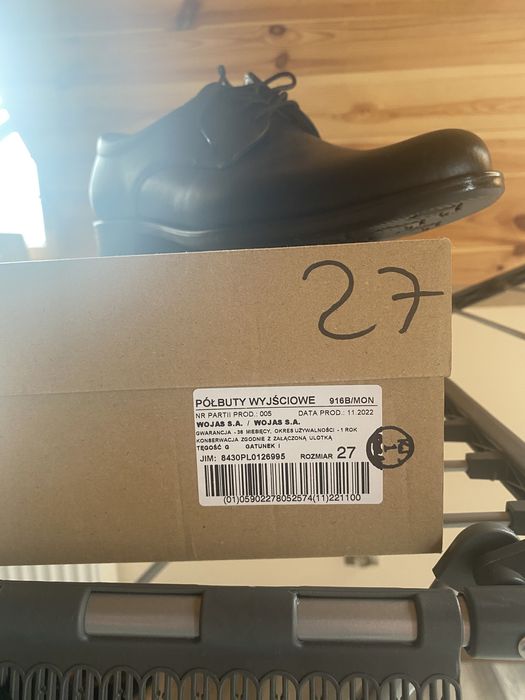 27
PÓŁBUTY WYJŚCIOWE 916B/MON
NR PARTII PROD.: 005 DATA PROD.: 11.2022
WOJAS S.A. / WOJAS S.A.
GWARANCJA - 36 MIESIĘCY, OKRES UŻYWALNOŚCI - 1 ROK
KONSERWACJA ZGODNIE Z ZAŁĄCZONĄ ULOTKĄ
TĘGOŚĆ G GATUNEK I
JIM: 8430PL0126995 ROZMIAR 27
(01)05902278052574(11)221100